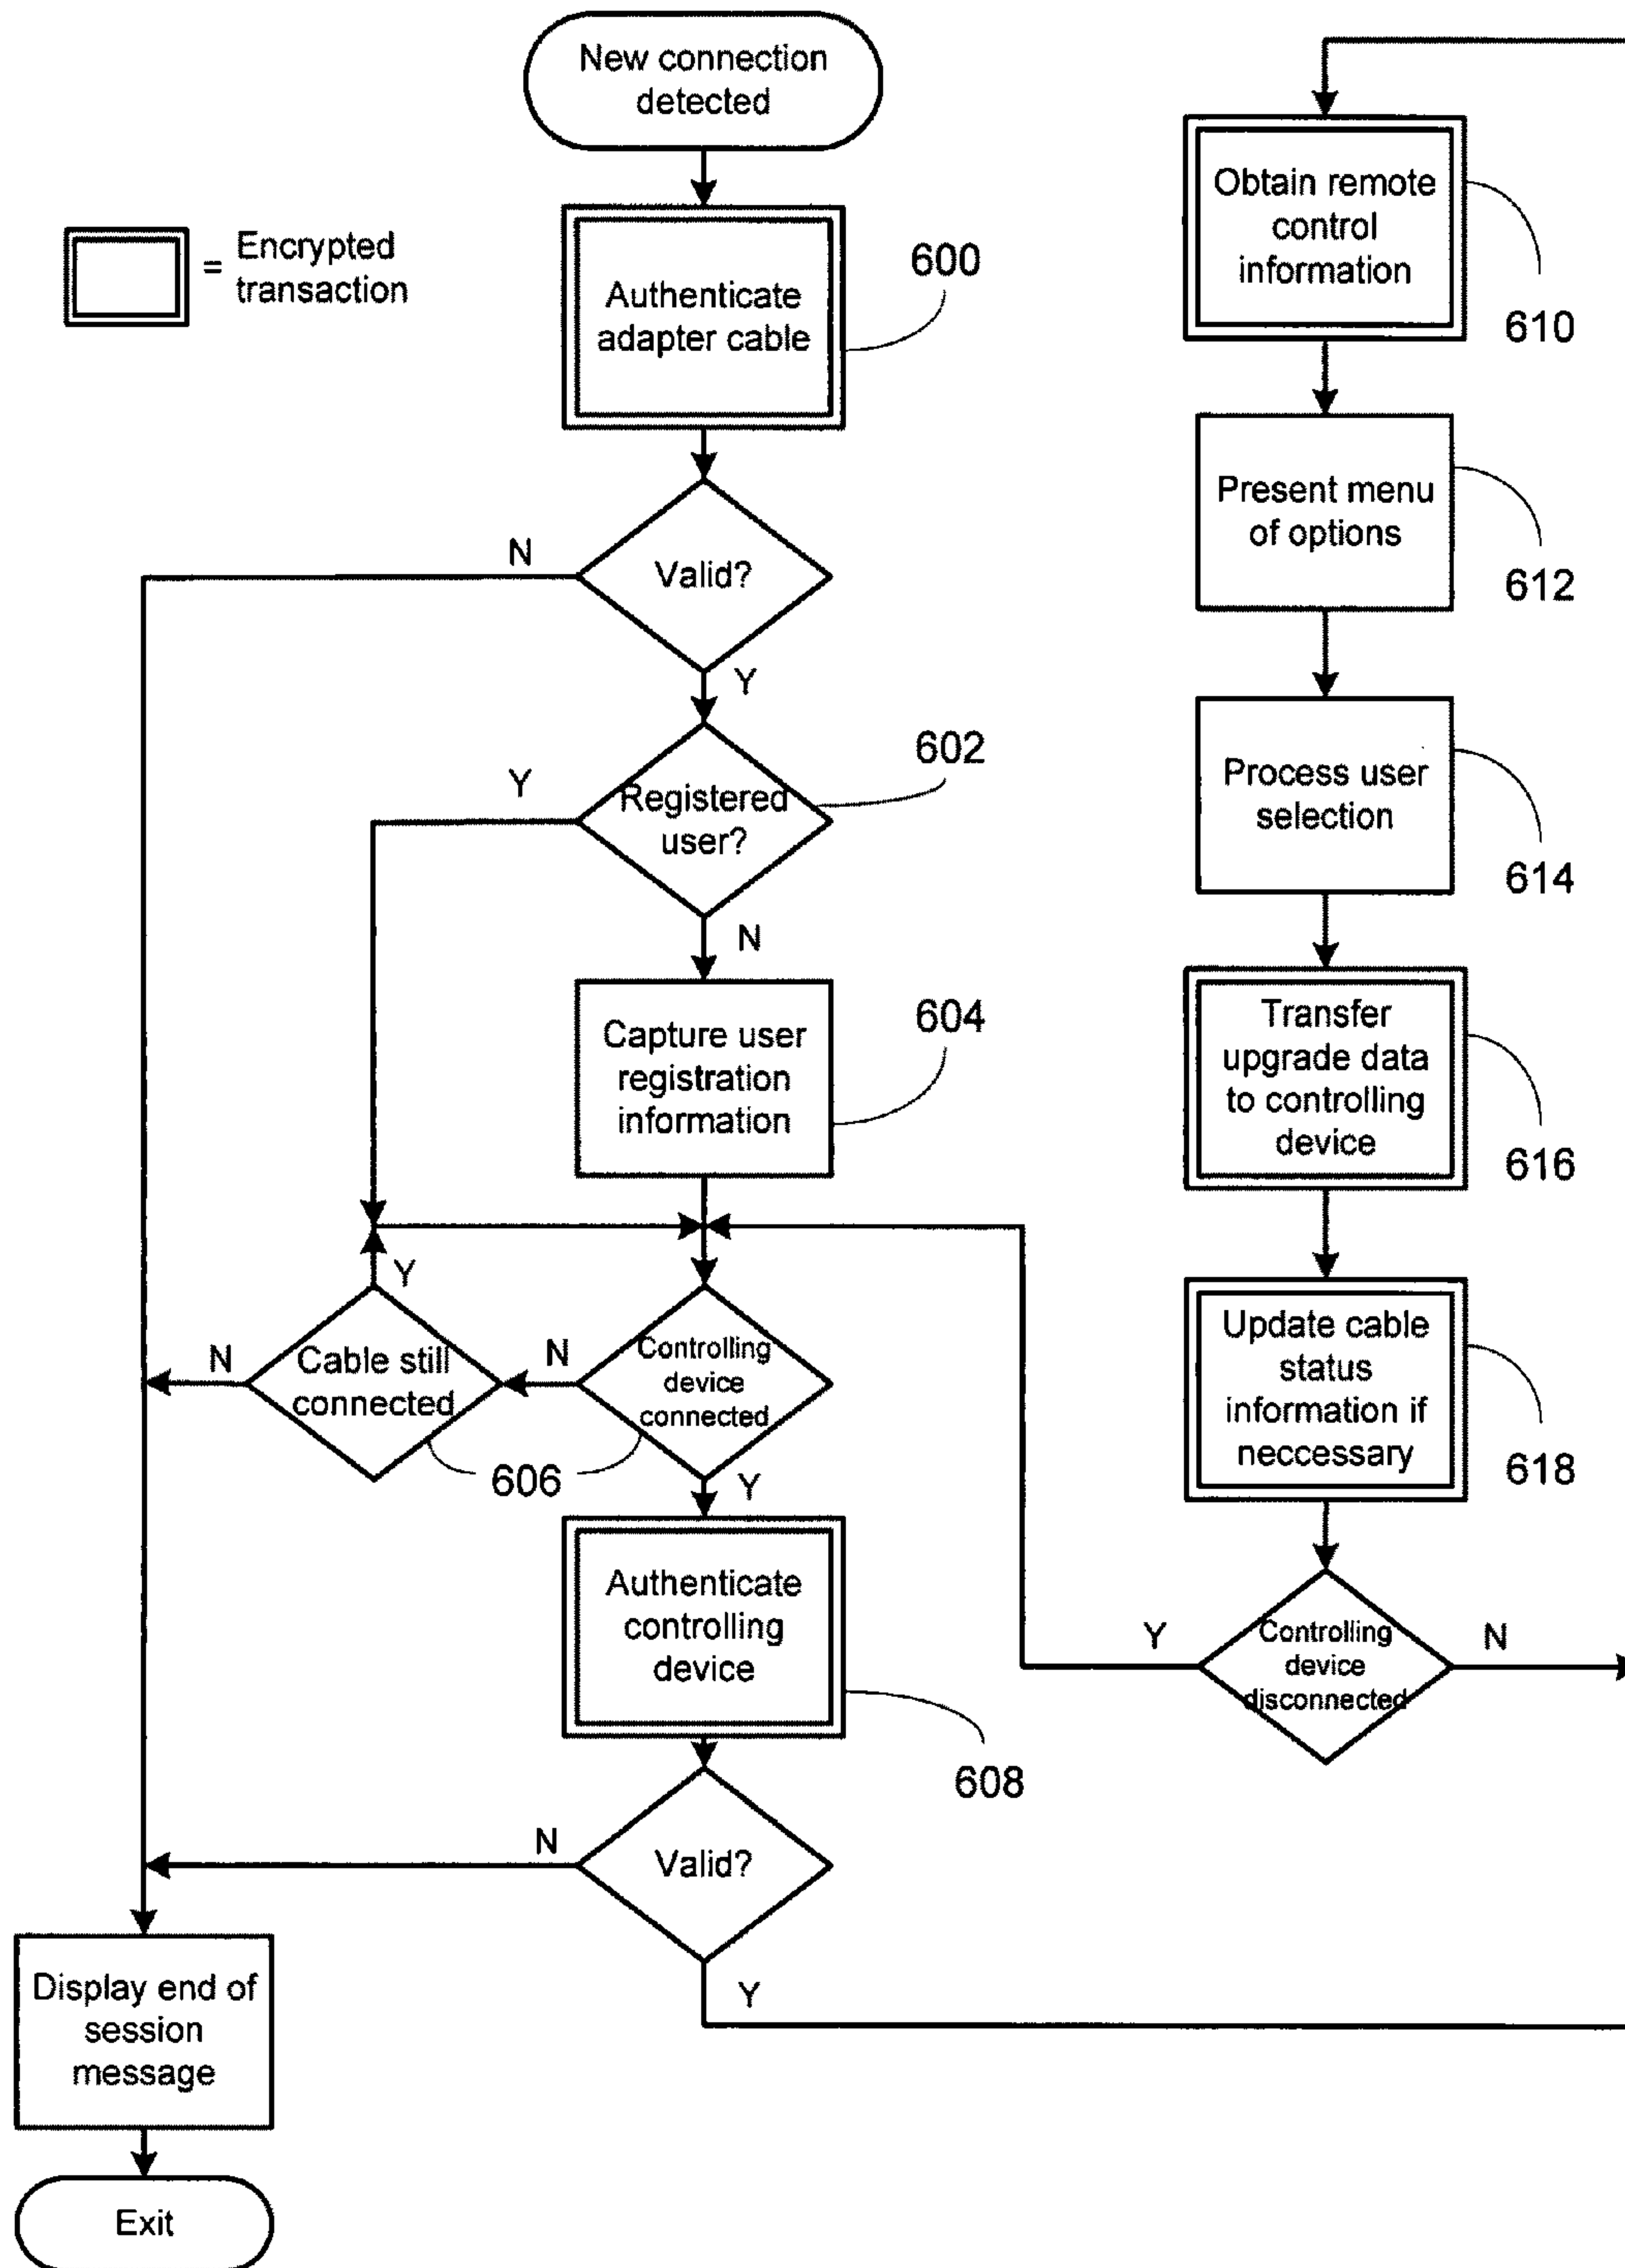 New connection
detected
= Encrypted
transaction
Authenticate
adapter cable
600
Valid?
N
Y
Registered
user?
602
Y
N
Capture user
registration
information
604
Y
Cable still
connected
N
N
Controlling
device
connected
606
Y
Authenticate
controlling
device
608
Valid?
N
Y
Display end of
session
message
Exit
Obtain remote
control
information
610
Present menu
of options
612
Process user
selection
614
Transfer
upgrade data
to controlling
device
616
Update cable
status
information if
neccessary
618
Controlling
device
disconnected
Y
N